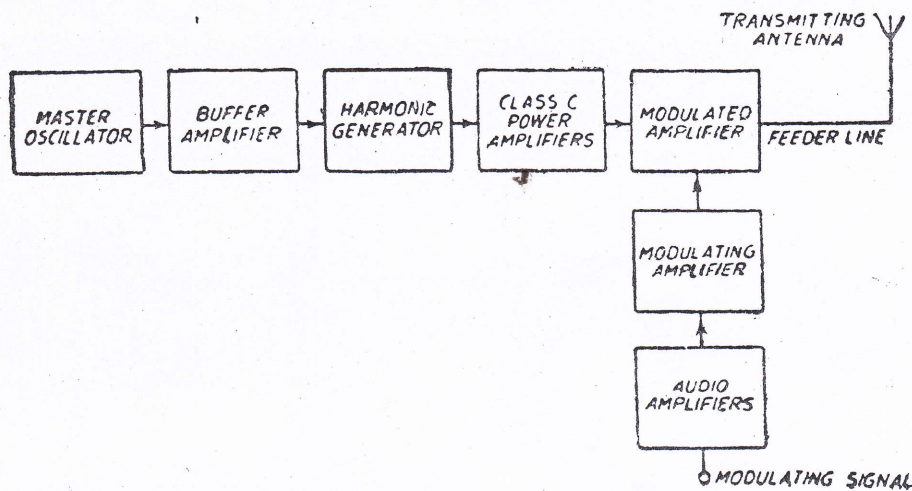 TRANSMITTING
ANTENNA
MASTER
OSCILLATOR
BUFFER
AMPLIFIER
HARMONIC
GENERATOR
CLASS C
POWER
AMPLIFIERS
MODULATED
AMPLIFIER
FEEDER LINE
MODULATING
AMPLIFIER
AUDIO
AMPLIFIERS
MODULATING SIGNAL